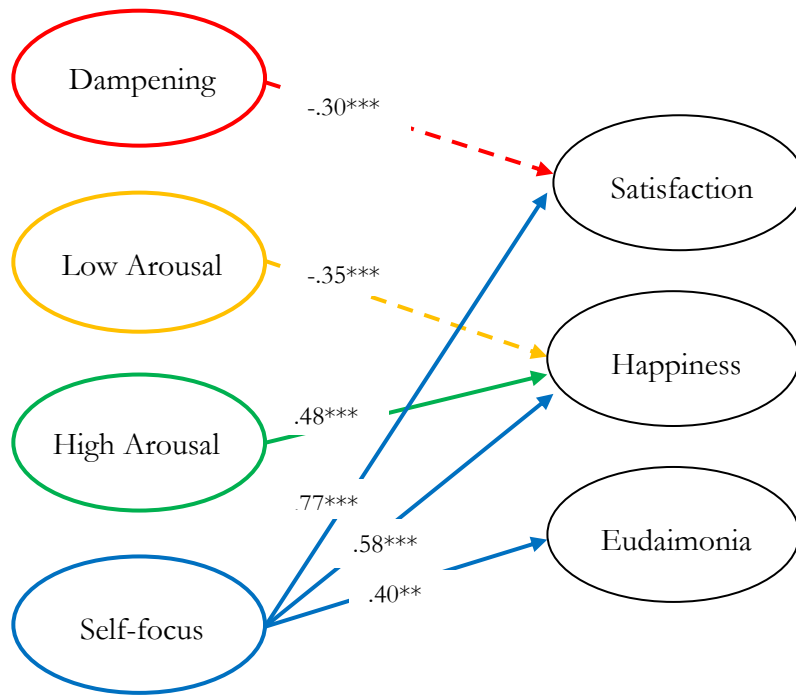 Dampening
-.30***
Satisfaction
Low Arousal
-.35***
Happiness
High Arousal
.48***
.77***
.58***
Eudaimonia
.40**
Self-focus